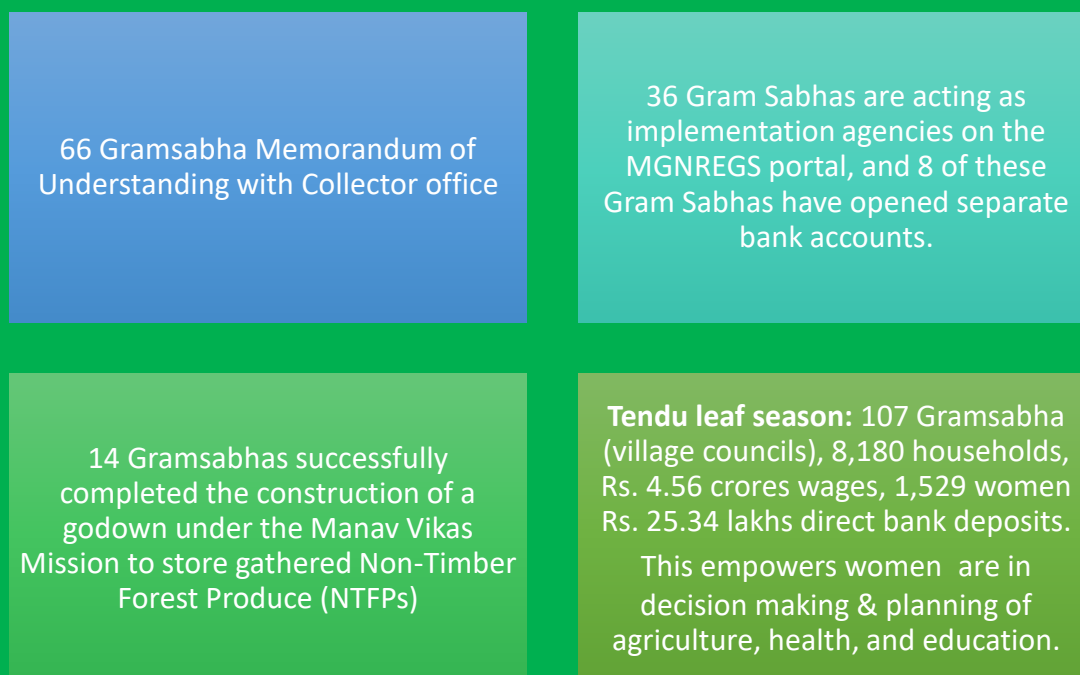 66 Gramsabha Memorandum of
Understanding with Collector office
36 Gram Sabhas are acting as
implementation agencies on the
MGNREGS portal, and 8 of these
Gram Sabhas have opened separate
bank accounts.
14 Gramsabhas successfully
completed the construction of a
godown under the Manav Vikas
Mission to store gathered Non-Timber
Forest Produce (NTFPs)
Tendu leaf season: 107 Gramsabha
(village councils), 8,180 households,
Rs. 4.56 crores wages, 1,529 women
Rs. 25.34 lakhs direct bank deposits.
This empowers women  are in
decision making & planning of
agriculture, health, and education.